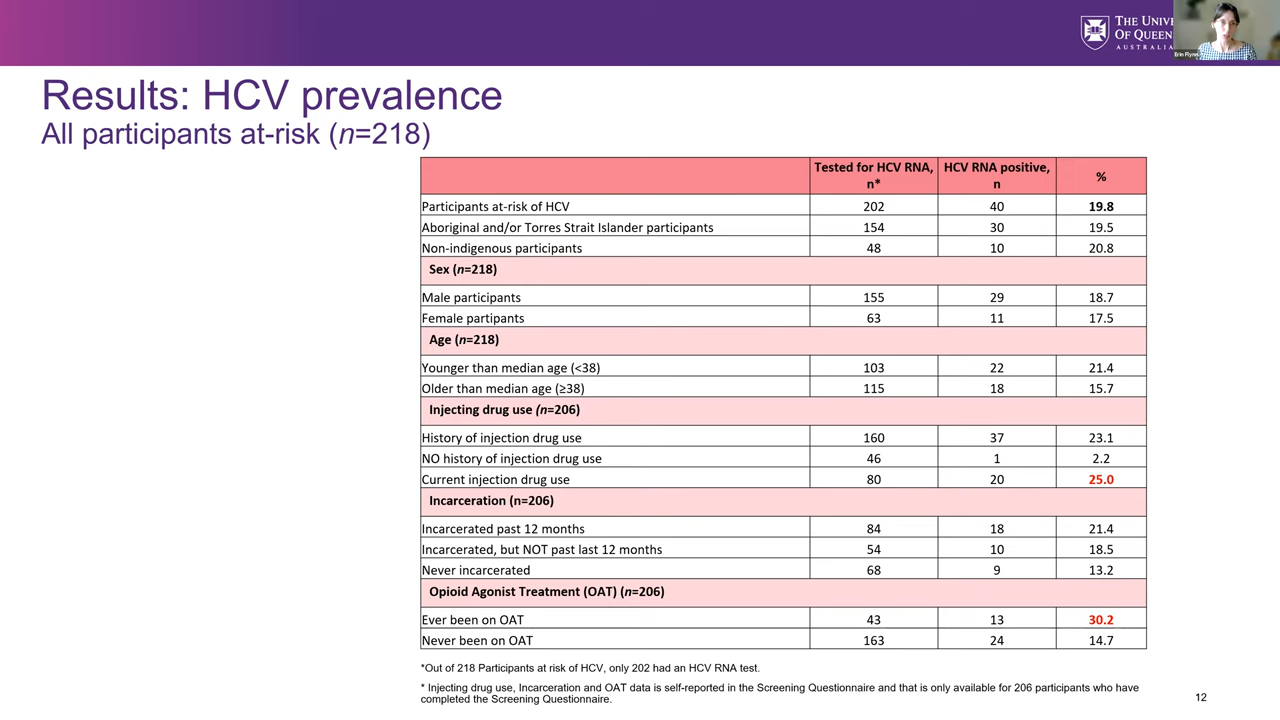 THE UNIVE
OF QUEEN
AUSTRALIA
Erin Flynn
Results: HCV prevalence
All participants at-risk (n=218)
Tested for HCV RNA, n* HCV RNA positive, n %
Participants at-risk of HCV 202 40 19.8
Aboriginal and/or Torres Strait Islander participants 154 30 19.5
Non-indigenous participants 48 10 20.8
Sex (n=218)
Male participants 155 29 18.7
Female partipants 63 11 17.5
Age (n=218)
Younger than median age (<38) 103 22 21.4
Older than median age (≥38) 115 18 15.7
Injecting drug use (n=206)
History of injection drug use 160 37 23.1
NO history of injection drug use 46 1 2.2
Current injection drug use 80 20 25.0
Incarceration (n=206)
Incarcerated past 12 months 84 18 21.4
Incarcerated, but NOT past last 12 months 54 10 18.5
Never incarcerated 68 9 13.2
Opioid Agonist Treatment (OAT) (n=206)
Ever been on OAT 43 13 30.2
Never been on OAT 163 24 14.7
*Out of 218 Participants at risk of HCV, only 202 had an HCV RNA test.
* Injecting drug use, Incarceration and OAT data is self-reported in the Screening Questionnaire and that is only available for 206 participants who have
completed the Screening Questionnaire.
12